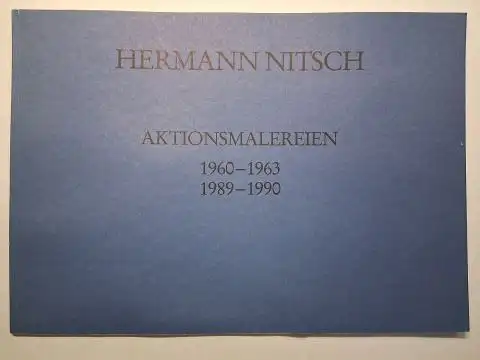 HERMANN NITSCH
AKTIONSMALEREIEN
1960–1963
1989–1990